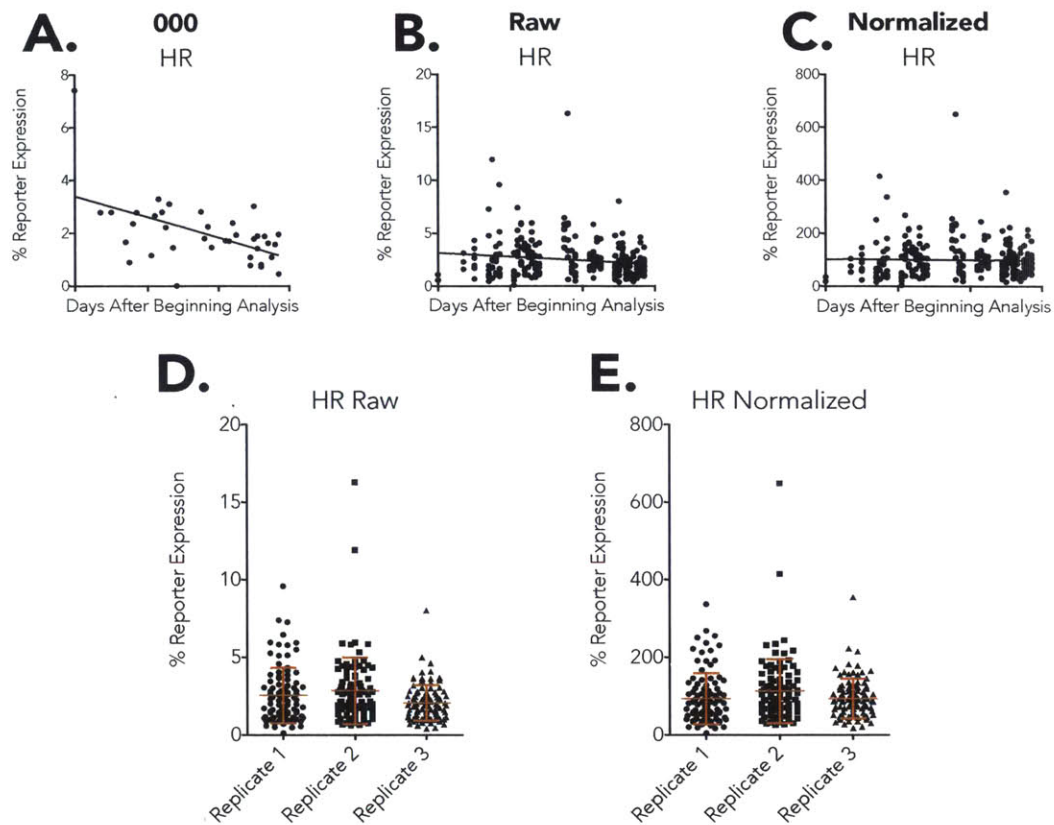 A. 000 B. Raw C. Normalized
HR HR HR
% Reporter Expression
8
6
4
2
0
Days After Beginning Analysis
% Reporter Expression
20
15
10
5
0
Days After Beginning Analysis
% Reporter Expression
800
600
400
200
0
Days After Beginning Analysis
D.
HR Raw
% Reporter Expression
20
15
10
5
0
Replicate 1
Replicate 2
Replicate 3
E.
HR Normalized
% Reporter Expression
800
600
400
200
0
Replicate 1
Replicate 2
Replicate 3